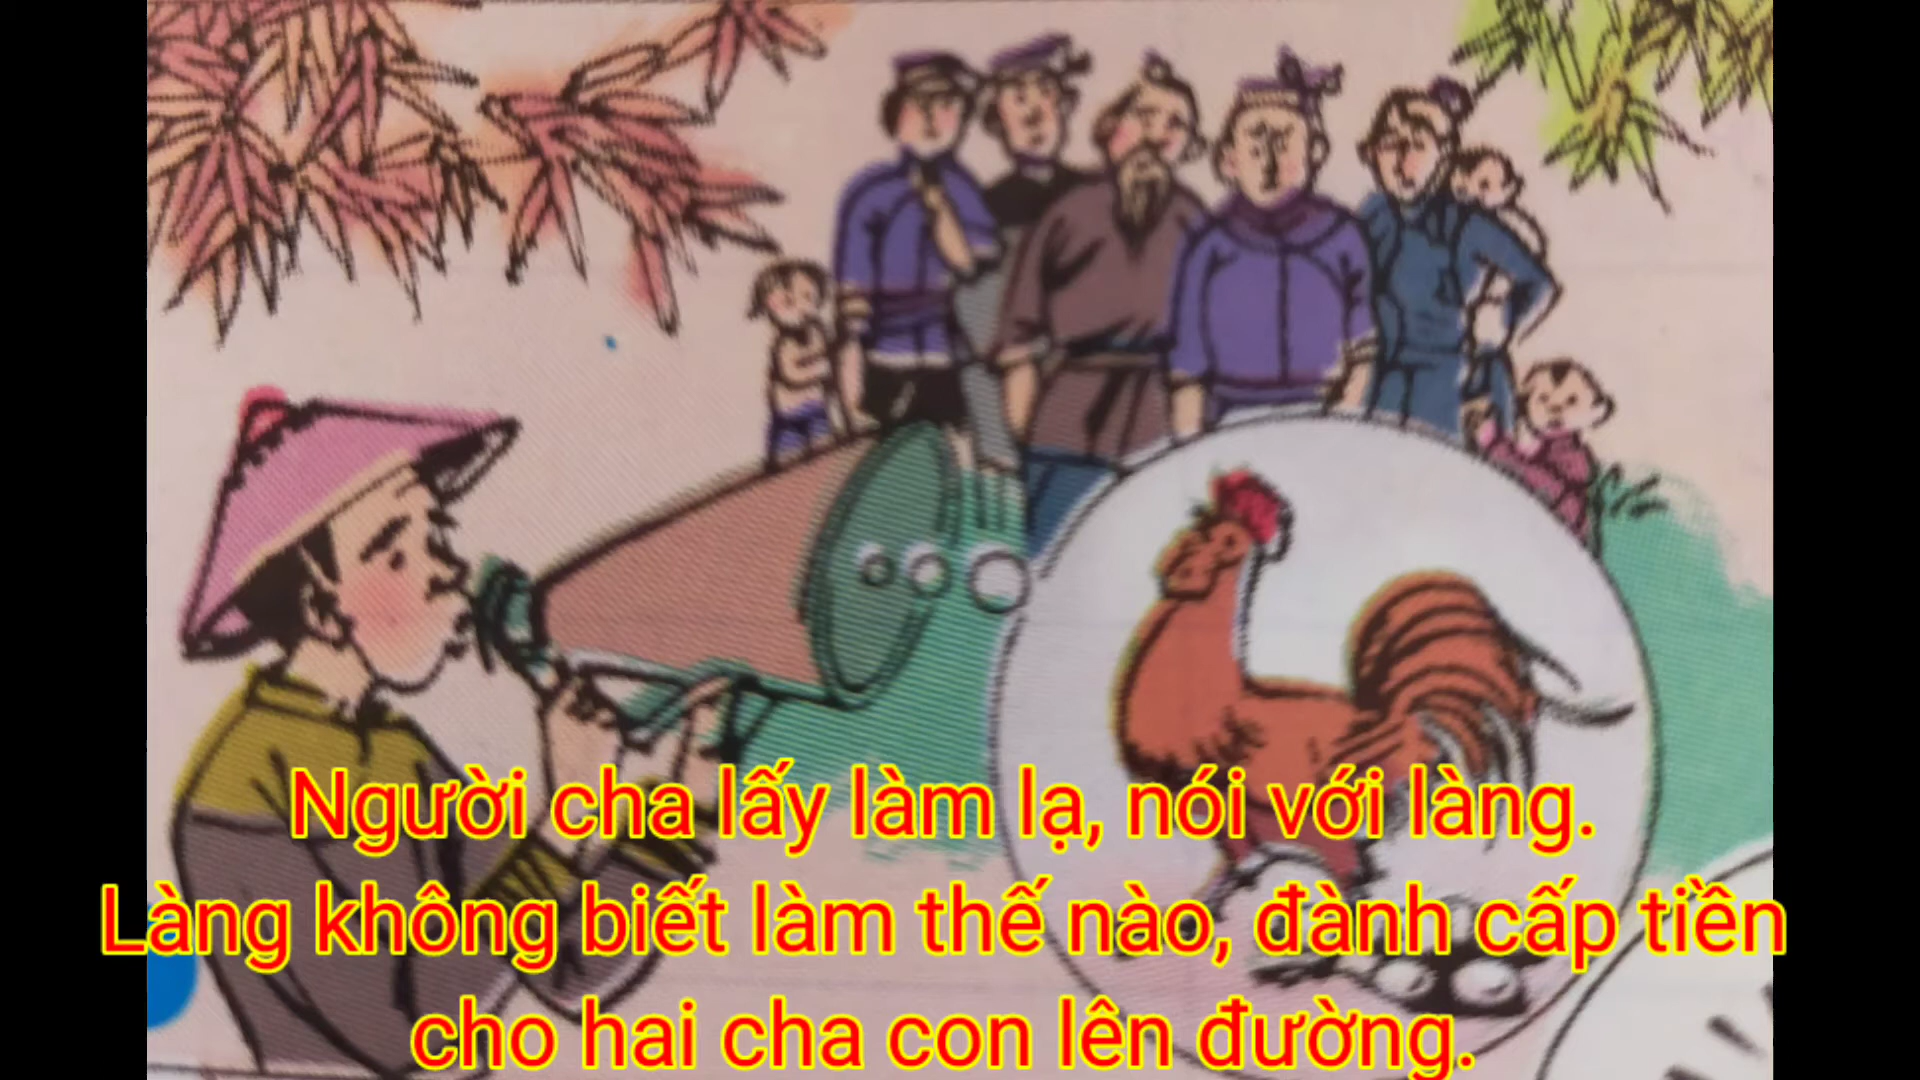 Người cha lấy làm lạ, nói với làng.
Làng không biết làm thế nào, đành cấp tiền
cho hai cha con lên đường.